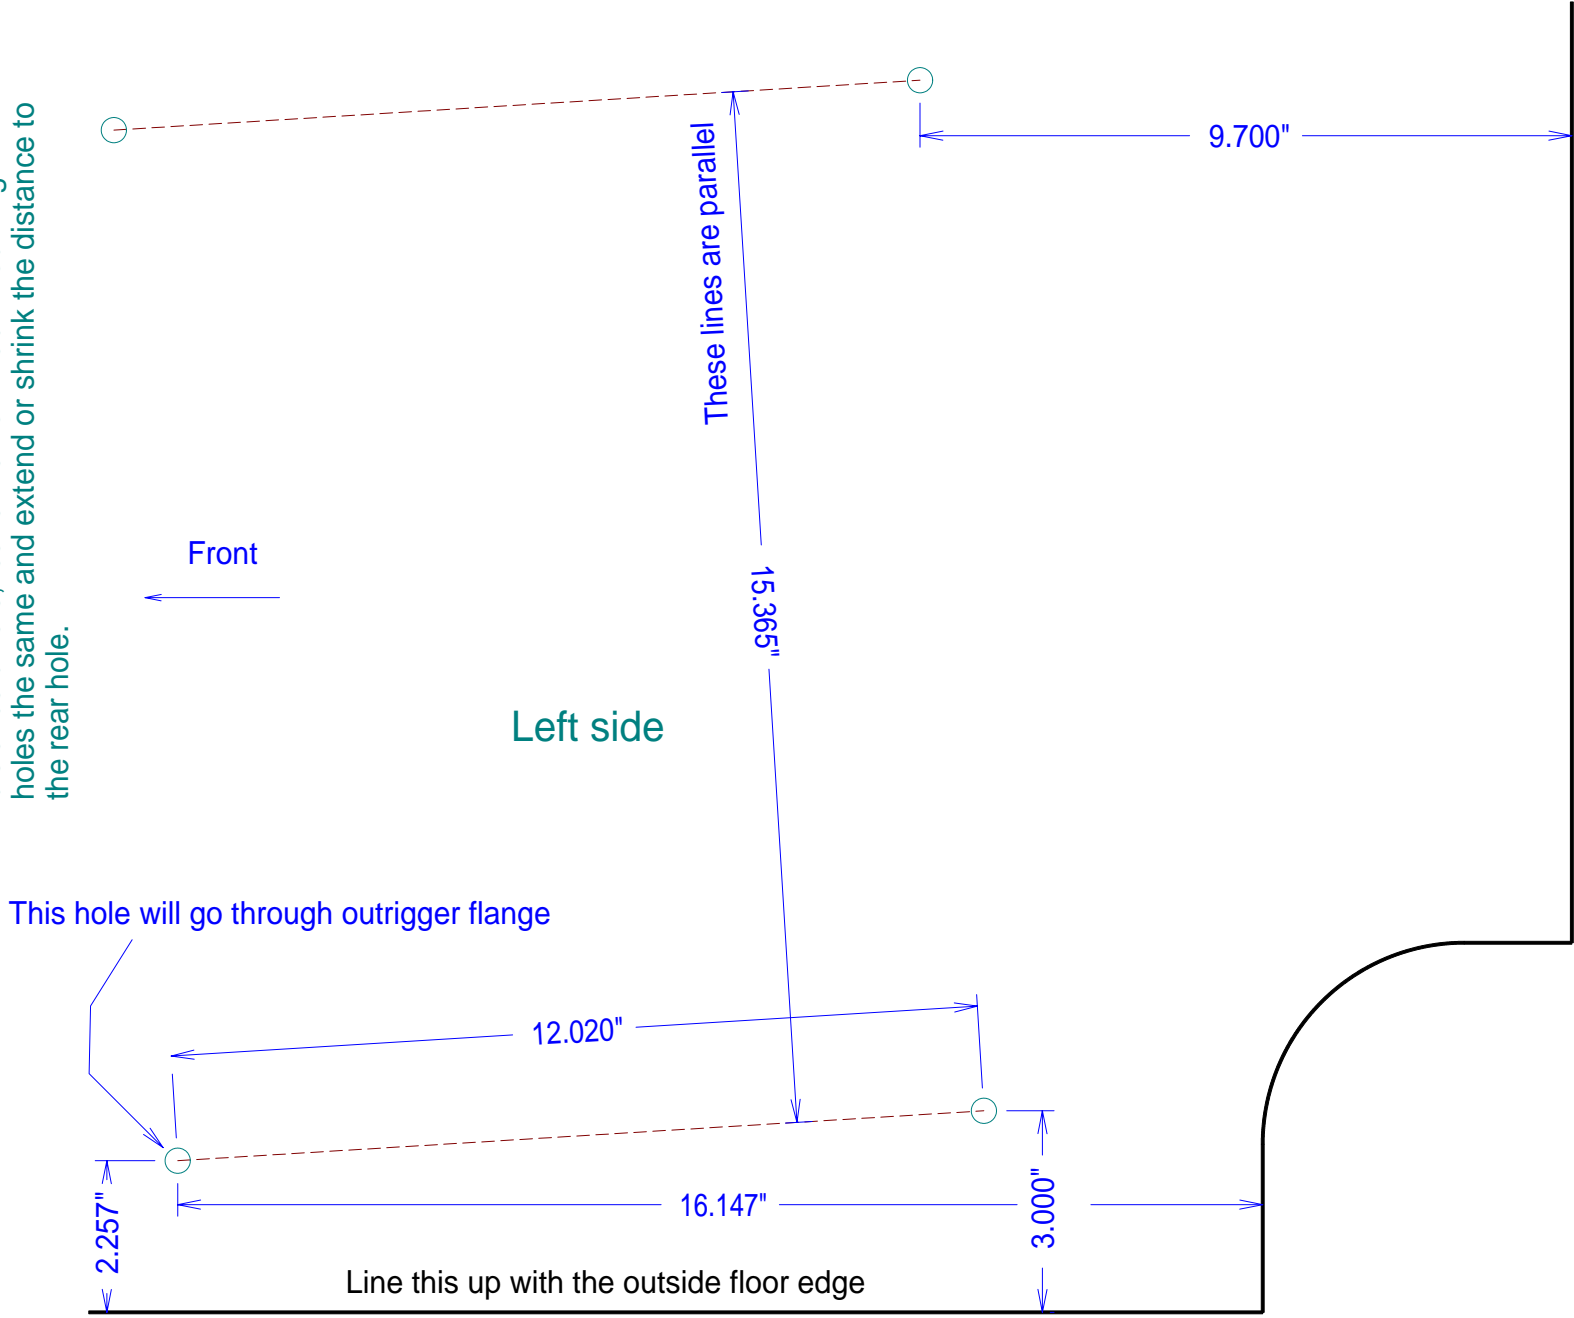 holes the same and extend or shrink the distance to
the rear hole.
These lines are parallel
9.700"
Front
15.365"
Left side
This hole will go through outrigger flange
12.020"
2.257"
16.147"
3.000"
Line this up with the outside floor edge